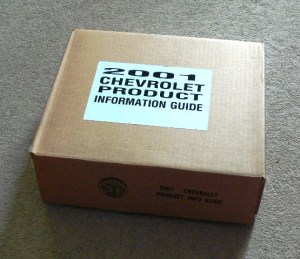 2001
CHEVROLET
PRODUCT
INFORMATION GUIDE
2001 CHEVROLET
PRODUCT INFO GUIDE